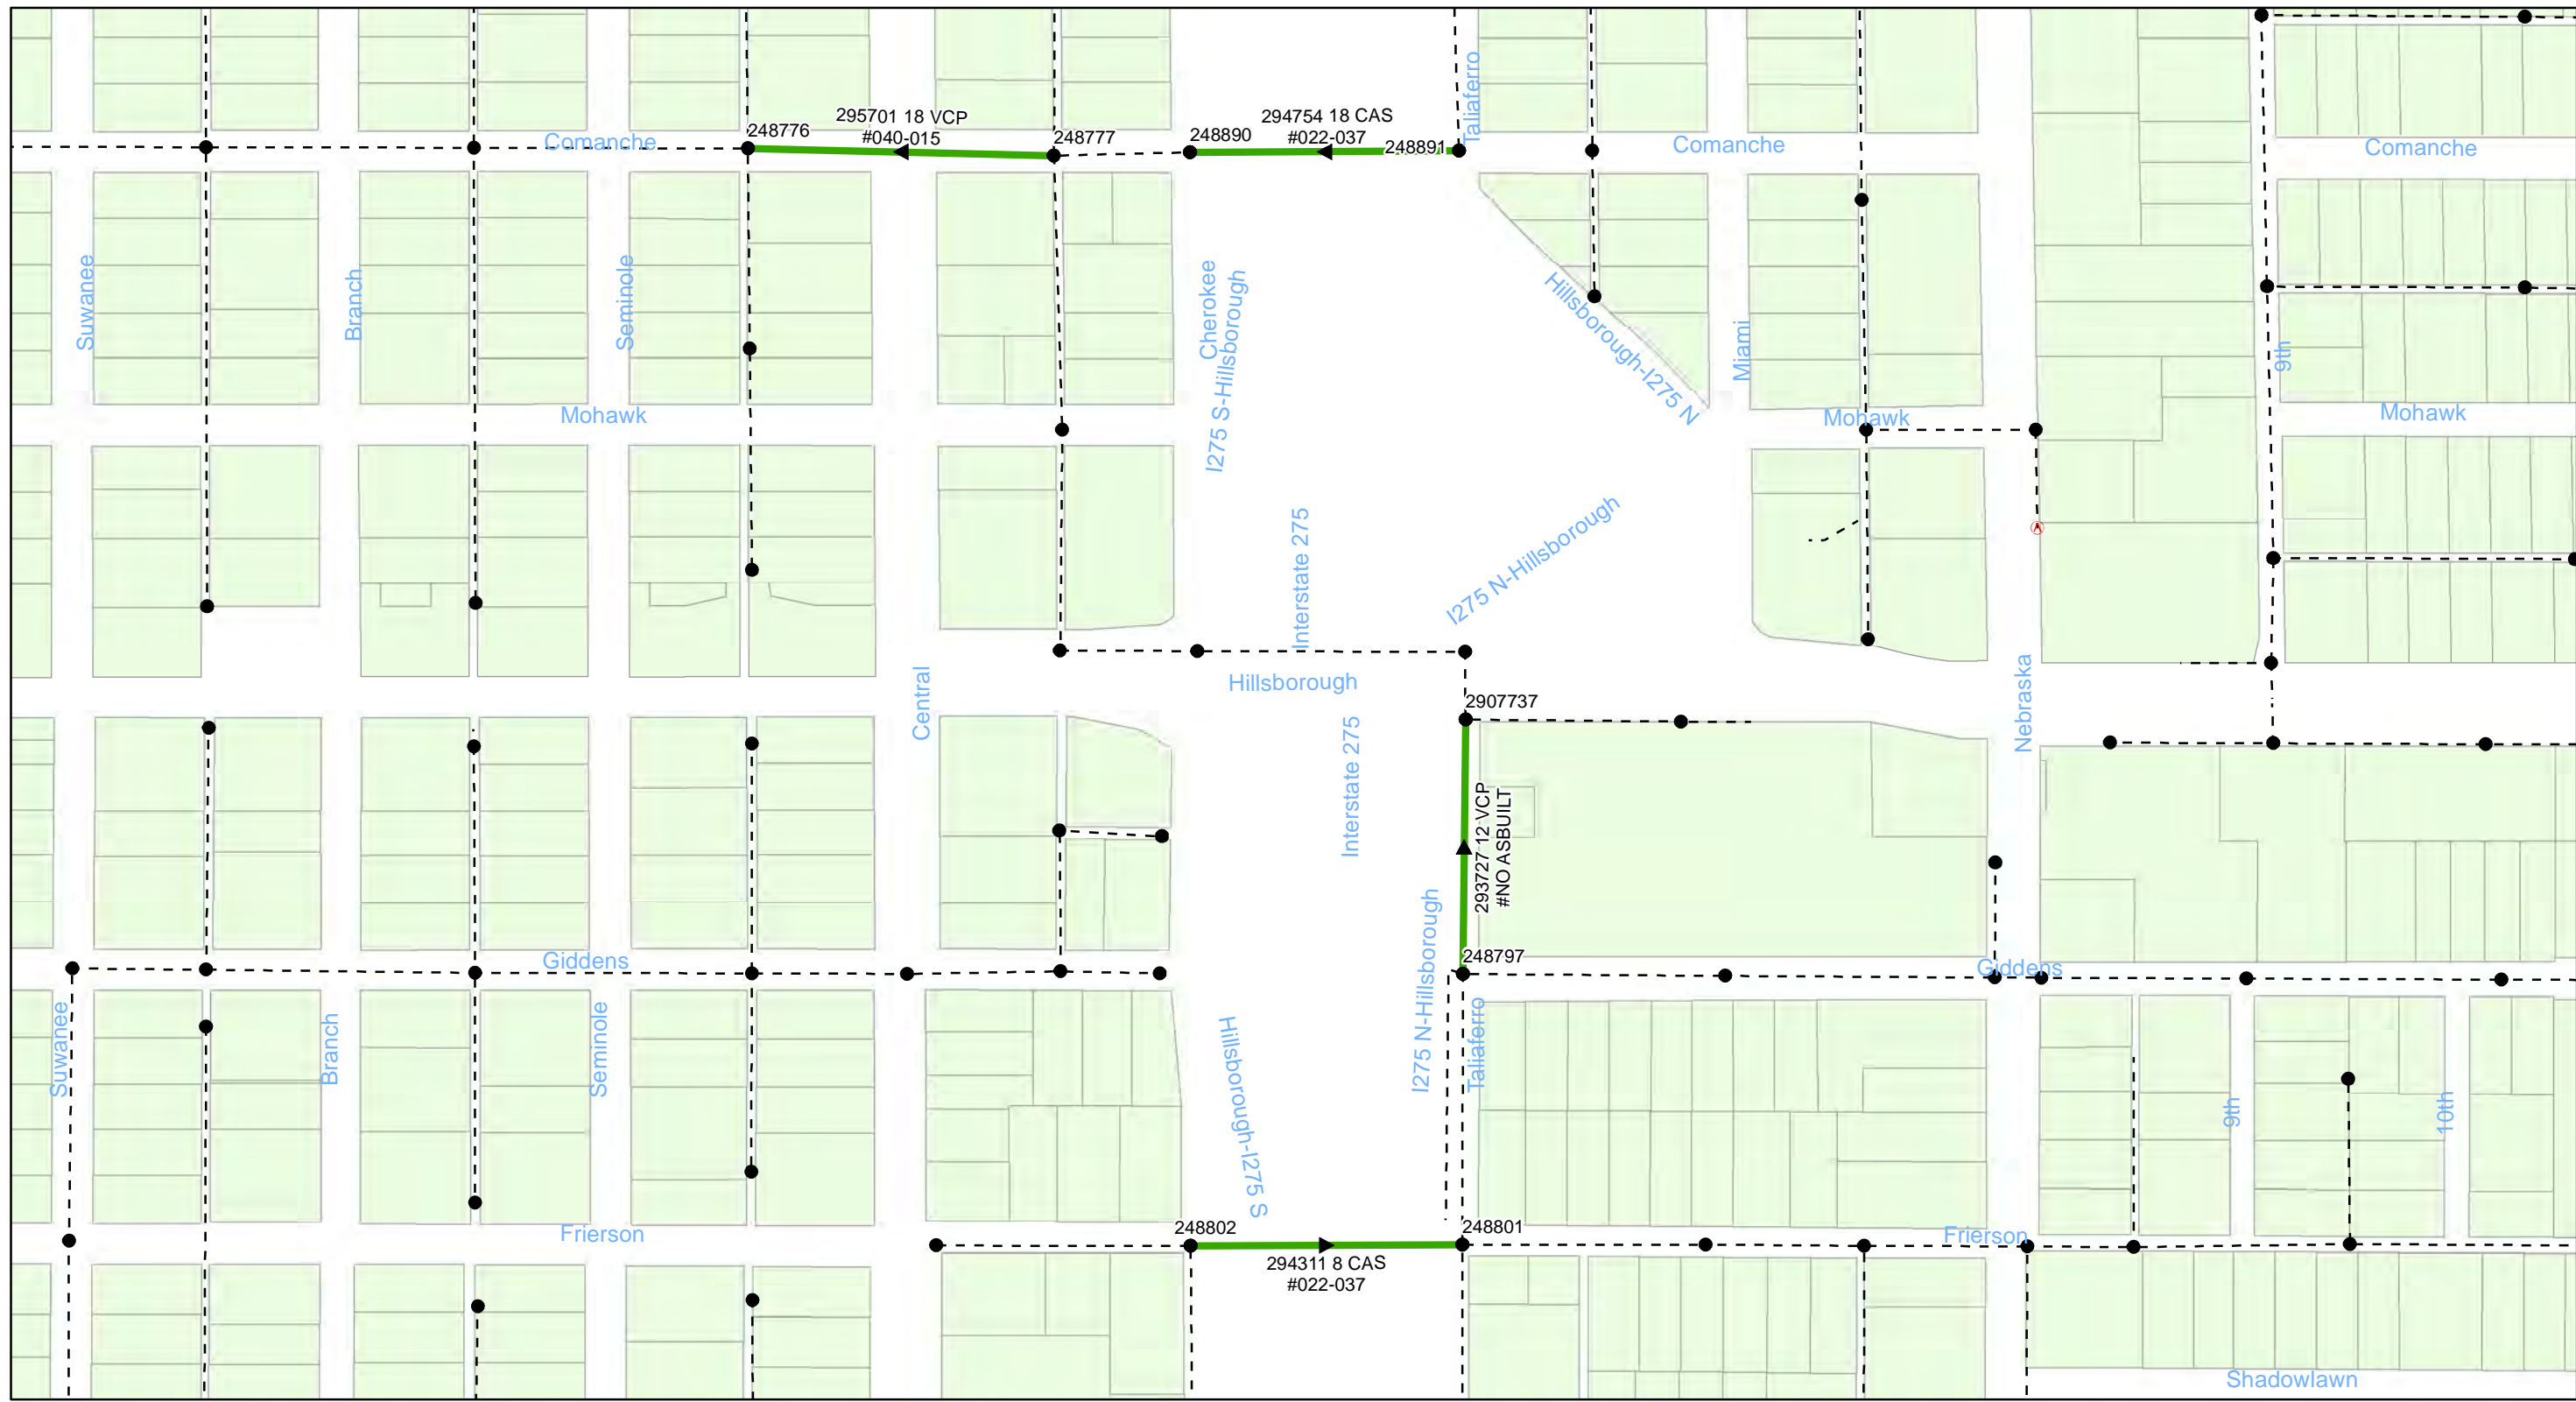 295701 18 VCP
#040-015
294754 18 CAS
#022-037
248776
248777
248890
248891
Taliaferro
Comanche
Comanche
Comanche
Suwanee
Branch
Seminole
Cherokee
I275 S-Hillsborough
Hillsborough-I275 N
Miami
9th
Mohawk
Mohawk
Mohawk
Interstate 275
I275 N-Hillsborough
Hillsborough
Central
Nebraska
2907737
Interstate 275
293727 12 VCP
#NO ASBUILT
I275 N-Hillsborough
248797
Giddens
Giddens
Suwanee
Branch
Seminole
Hillsborough-I275 S
Taliaferro
9th
10th
Frierson
248802
248801
Frierson
294311 8 CAS
#022-037
Shadowlawn